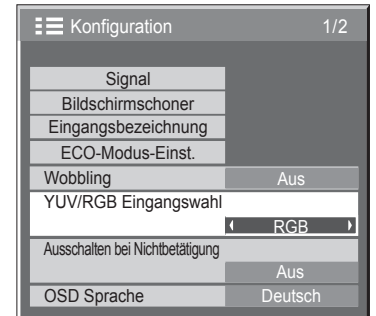 Konfiguration 1/2
Signal
Bildschirmschoner
Eingangsbezeichnung
ECO-Modus-Einst.
Wobbling Aus
YUV/RGB Eingangswahl
RGB
Ausschalten bei Nichtbetätigung
Aus
OSD Sprache Deutsch